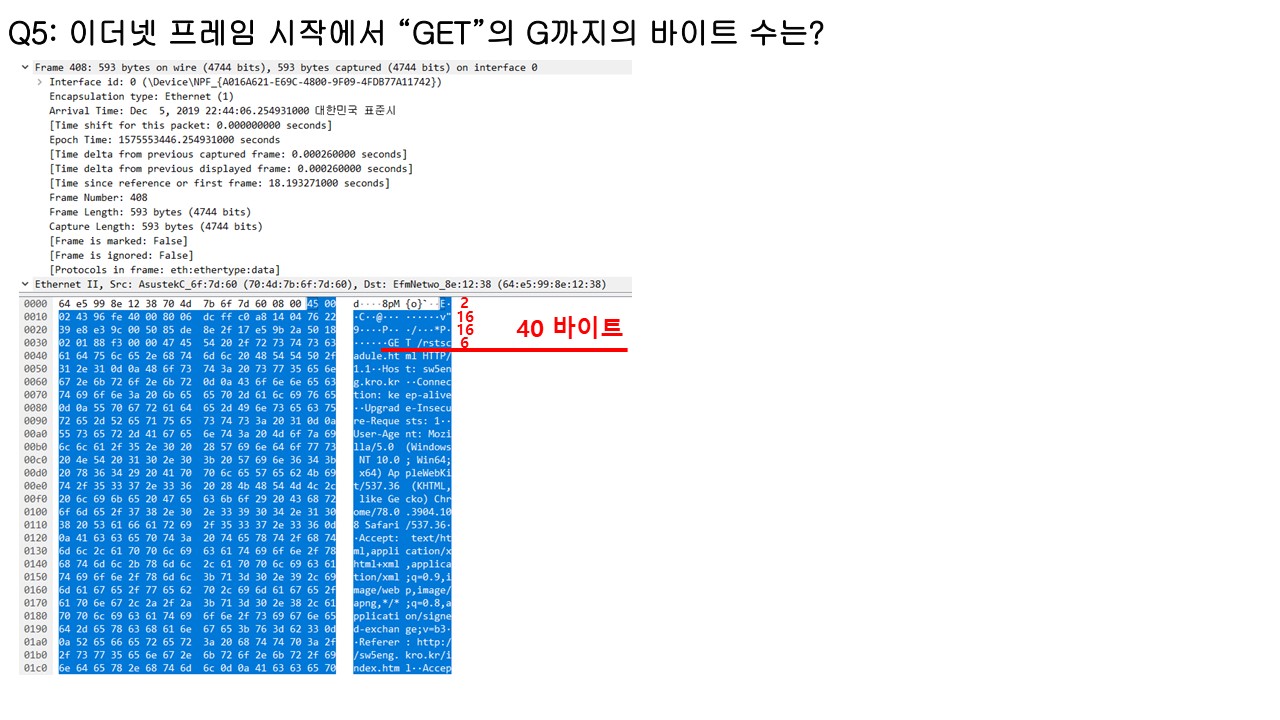 Q5: 이더넷 프레임 시작에서 “GET”의 G까지의 바이트 수는?
Frame 408: 593 bytes on wire (4744 bits), 593 bytes captured (4744 bits) on interface 0
Interface id: 0 (\Device\NPF_{A016A621-E69C-4800-9F09-4FDB77A11742})
Encapsulation type: Ethernet (1)
Arrival Time: Dec  5, 2019 22:44:06.254931000 대한민국 표준시
[Time shift for this packet: 0.000000000 seconds]
Epoch Time: 1575553446.254931000 seconds
[Time delta from previous captured frame: 0.000260000 seconds]
[Time delta from previous displayed frame: 0.000260000 seconds]
[Time since reference or first frame: 18.193271000 seconds]
Frame Number: 408
Frame Length: 593 bytes (4744 bits)
Capture Length: 593 bytes (4744 bits)
[Frame is marked: False]
[Frame is ignored: False]
[Protocols in frame: eth:ethertype:data]
Ethernet II, Src: AsustekC_6f:7d:60 (70:4d:7b:6f:7d:60), Dst: EfmNetwo_8e:12:38 (64:e5:99:8e:12:38)
0000 64 e5 99 8e 12 38 70 4d 7b 6f 7d 60 08 00 45 00 d····8pM {o}`··E· 2
0010 02 43 96 fe 40 00 80 06 dc ff c0 a8 14 04 76 22 ·C··@··· ······v" 16
0020 39 e8 e3 9c 00 50 85 de 8e 2f 17 e5 9b 2a 50 18 9····P·· ·/···*P· 16
40 바이트
0030 02 01 88 f3 00 00 47 45 54 20 2f 72 73 74 73 63 ······GE T /rstsc 6
0040 61 64 75 6c 65 2e 68 74 6d 6c 20 48 54 54 50 2f adule.ht ml HTTP/
0050 31 2e 31 0d 0a 48 6f 73 74 3a 20 73 77 35 65 6e 1.1··Hos t: sw5en
0060 67 2e 6b 72 6f 2e 6b 72 0d 0a 43 6f 6e 6e 65 63 g.kro.kr ··Connec
0070 74 69 6f 6e 3a 20 6b 65 65 70 2d 61 6c 69 76 65 tion: ke ep-alive
0080 0d 0a 55 70 67 72 61 64 65 2d 49 6e 73 65 63 75 ··Upgrad e-Insecu
0090 72 65 2d 52 65 71 75 65 73 74 73 3a 20 31 0d 0a re-Reque sts: 1··
00a0 55 73 65 72 2d 41 67 65 6e 74 3a 20 4d 6f 7a 69 User-Age nt: Mozi
00b0 6c 6c 61 2f 35 2e 30 20 28 57 69 6e 64 6f 77 73 lla/5.0 (Windows
00c0 20 4e 54 20 31 30 2e 30 3b 20 57 69 6e 36 34 3b NT 10.0 ; Win64;
00d0 20 78 36 34 29 20 41 70 70 6c 65 57 65 62 4b 69 x64) Ap pleWebKi
00e0 74 2f 35 33 37 2e 33 36 20 28 4b 48 54 4d 4c 2c t/537.36 (KHTML,
00f0 20 6c 69 6b 65 20 47 65 63 6b 6f 29 20 43 68 72 like Ge cko) Chr
0100 6f 6d 65 2f 37 38 2e 30 2e 33 39 30 34 2e 31 30 ome/78.0 .3904.10
0110 38 20 53 61 66 61 72 69 2f 35 33 37 2e 33 36 0d 8 Safari /537.36·
0120 0a 41 63 63 65 70 74 3a 20 74 65 78 74 2f 68 74 ·Accept: text/ht
0130 6d 6c 2c 61 70 70 6c 69 63 61 74 69 6f 6e 2f 78 ml,appli cation/x
0140 68 74 6d 6c 2b 78 6d 6c 2c 61 70 70 6c 69 63 61 html+xml ,applica
0150 74 69 6f 6e 2f 78 6d 6c 3b 71 3d 30 2e 39 2c 69 tion/xml ;q=0.9,i
0160 6d 61 67 65 2f 77 65 62 70 2c 69 6d 61 67 65 2f mage/web p,image/
0170 61 70 6e 67 2c 2a 2f 2a 3b 71 3d 30 2e 38 2c 61 apng,*/* ;q=0.8,a
0180 70 70 6c 69 63 61 74 69 6f 6e 2f 73 69 67 6e 65 pplicati on/signe
0190 64 2d 65 78 63 68 61 6e 67 65 3b 76 3d 62 33 0d d-exchan ge;v=b3·
01a0 0a 52 65 66 65 72 65 72 3a 20 68 74 74 70 3a 2f ·Referer : http:/
01b0 2f 73 77 35 65 6e 67 2e 6b 72 6f 2e 6b 72 2f 69 /sw5eng. kro.kr/i
01c0 6e 64 65 78 2e 68 74 6d 6c 0d 0a 41 63 63 65 70 ndex.htm l··Accep